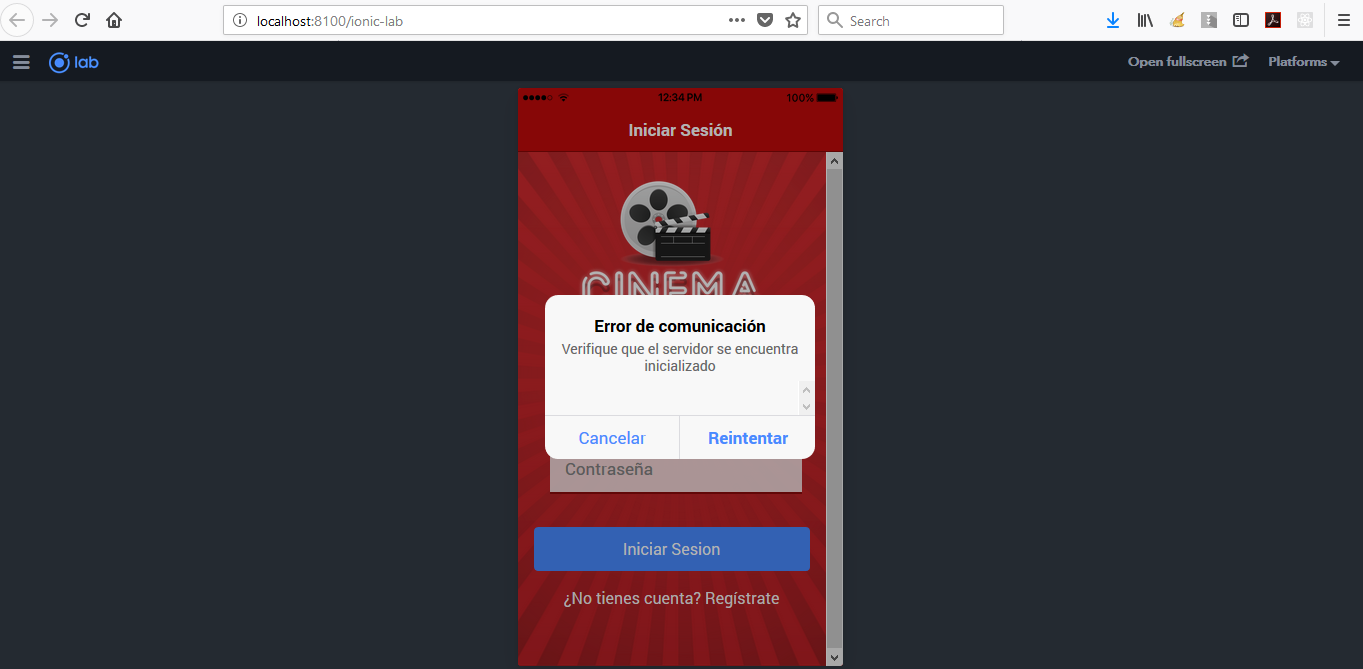 localhost:8100/ionic-lab
Search
lab
Open fullscreen
Platforms
12:34 PM
100%
Iniciar Sesión
CINEMA
Error de comunicación
Verifique que el servidor se encuentra
inicializado
Cancelar
Reintentar
Contraseña
Iniciar Sesion
¿No tienes cuenta? Regístrate